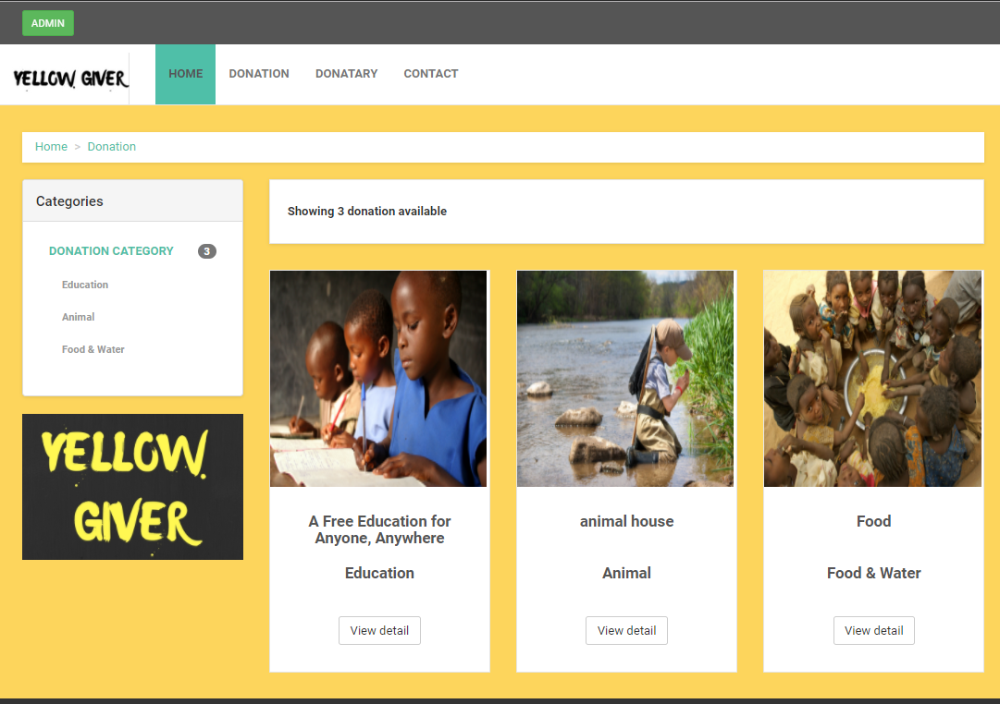 ADMIN
YELLOW GIVER
HOME DONATION DONATARY CONTACT
Home > Donation
Categories
DONATION CATEGORY 3
Education
Animal
Food & Water
YELLOW
GIVER
Showing 3 donation available
A Free Education for
Anyone, Anywhere
Education
View detail
animal house
Animal
View detail
Food
Food & Water
View detail